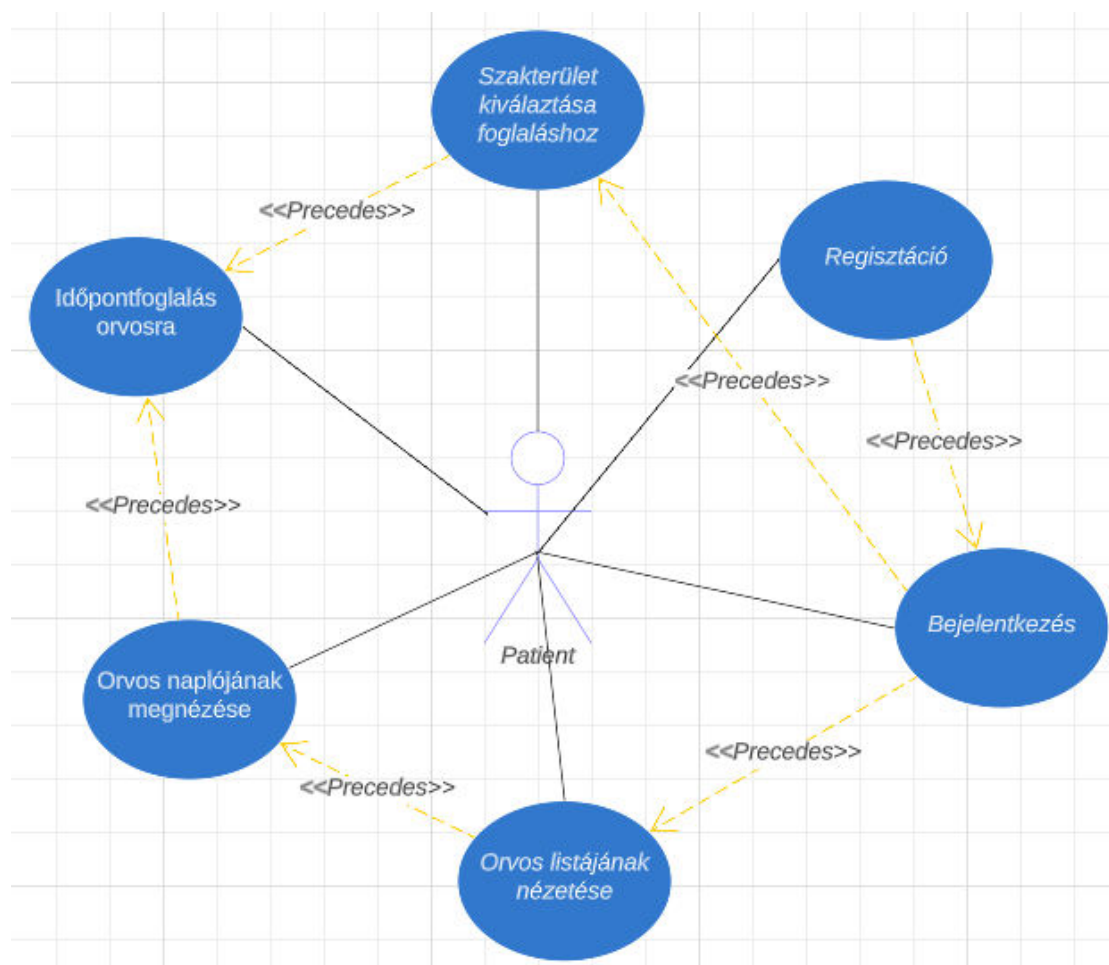 Szakterület
kiválaztása
foglaláshoz
<<Precedes>>
Regisztáció
Időpontfoglalás
orvosra
<<Precedes>>
<<Precedes>>
<<Precedes>>
Bejelentkezés
Patient
Orvos naplójának
megnézése
<<Precedes>>
<<Precedes>>
Orvos listájának
nézetése